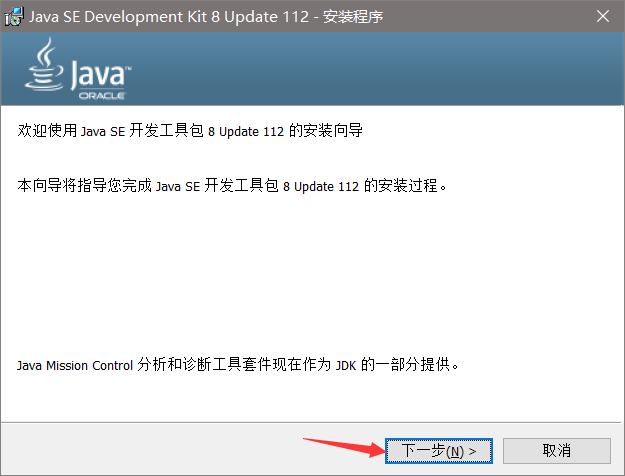 Java SE Development Kit 8 Update 112 - 安装程序
Java™
ORACLE
欢迎使用 Java SE 开发工具包 8 Update 112 的安装向导
本向导将指导您完成 Java SE 开发工具包 8 Update 112 的安装过程。
Java Mission Control 分析和诊断工具套件现在作为 JDK 的一部分提供。
下一步(N) >
取消